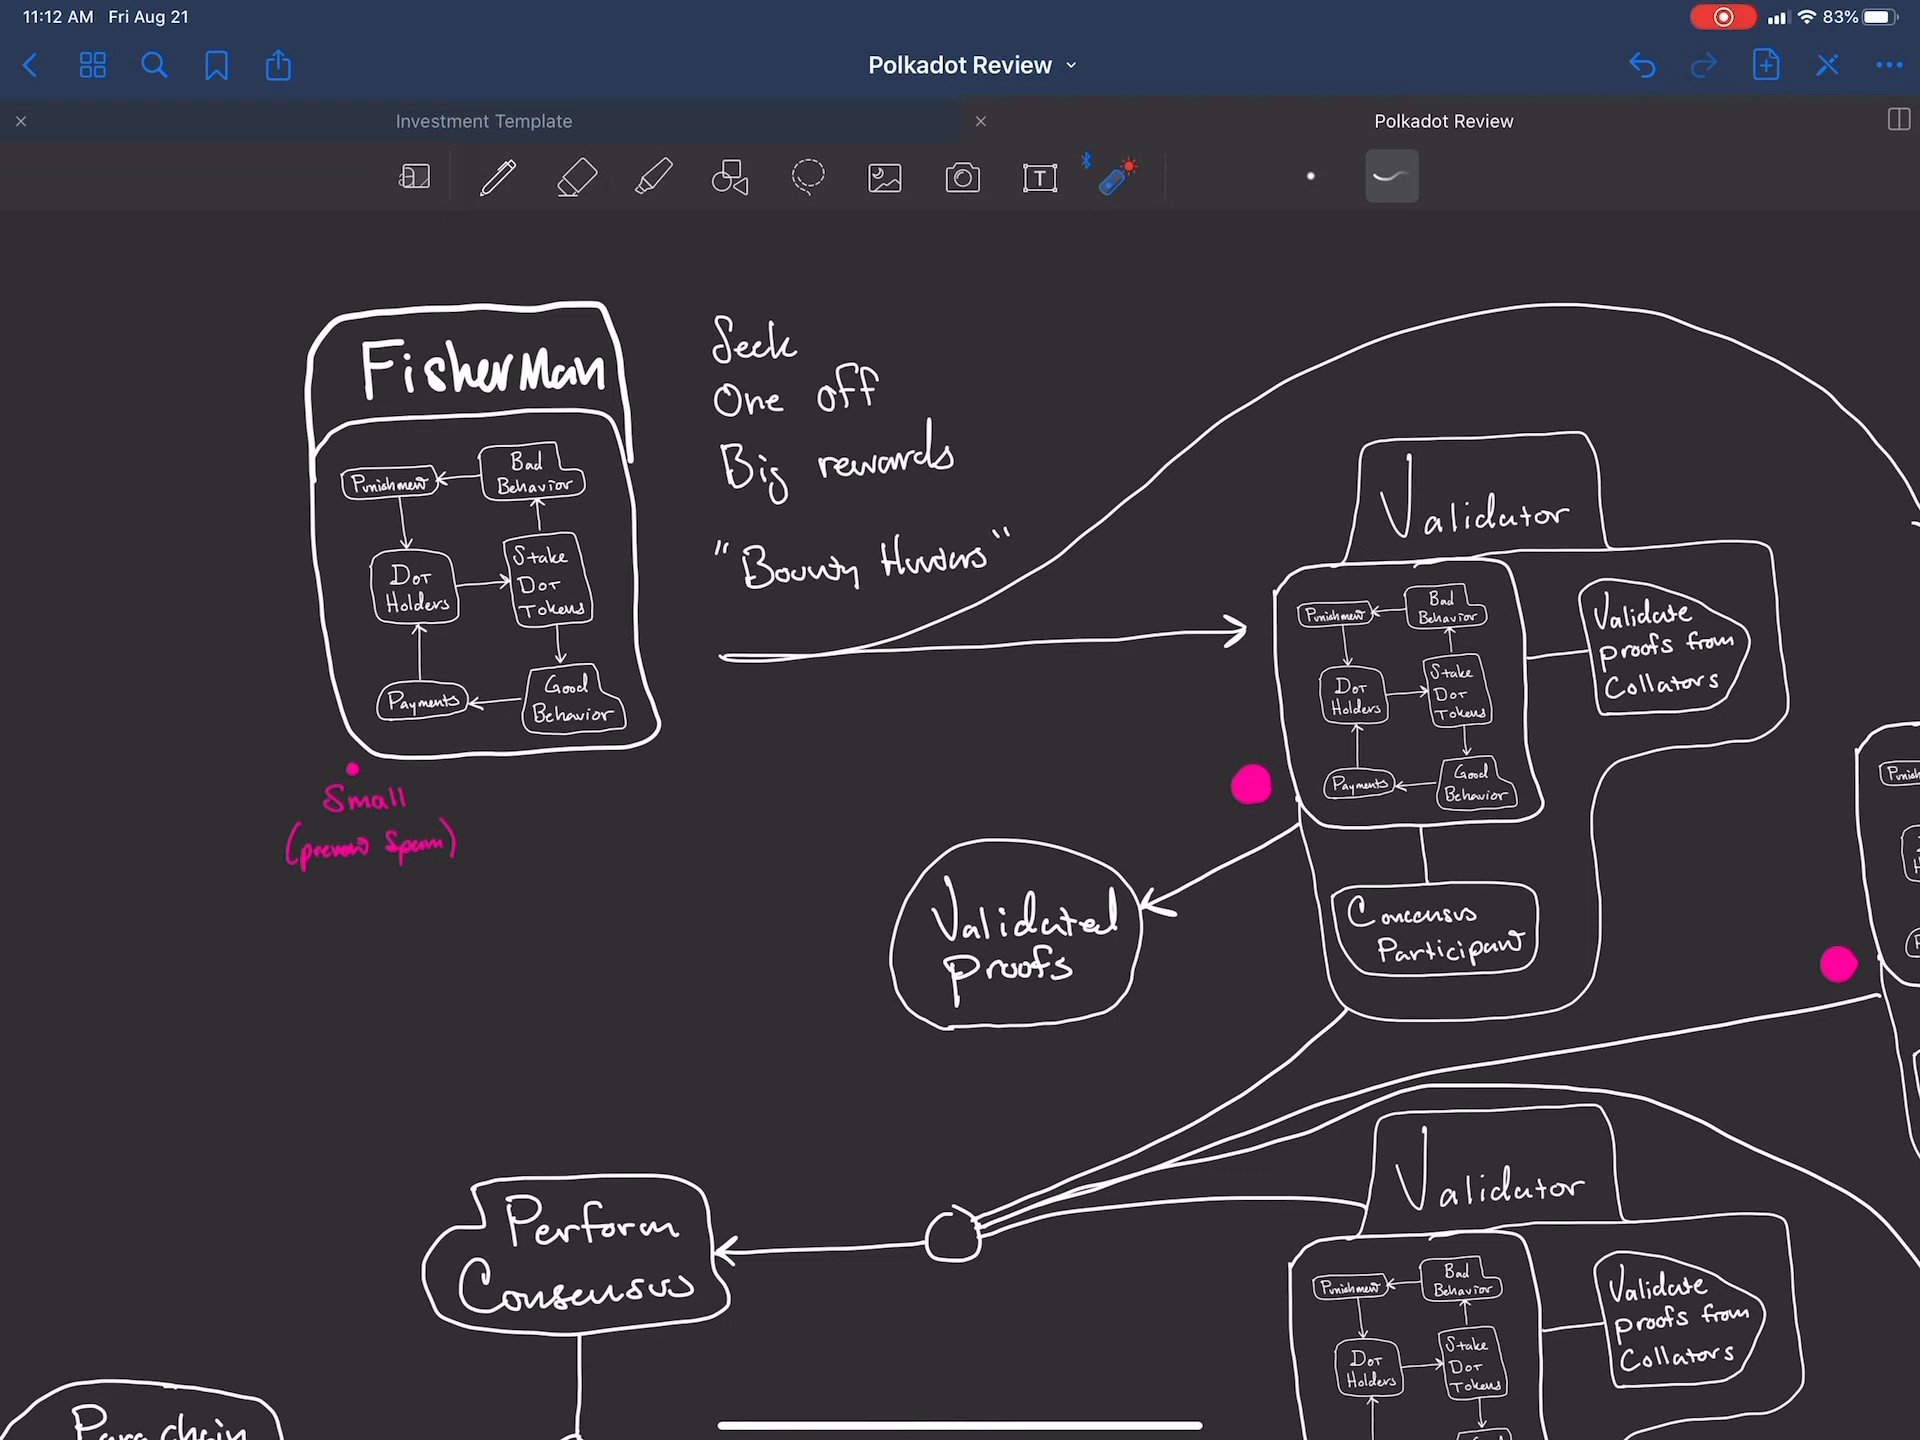 11:12 AM Fri Aug 21
83%
Polkadot Review
Investment Template
Polkadot Review
T
FisherMan
Punishment
Bad
Behavior
DOT
Holders
Stake
DOT
Tokens
Payments
Good
Behavior
Small
(prevent Spam)
Seek
One off
Big rewards
"Bounty Hunters"
Validator
Punishment
Bad
Behavior
DOT
Holders
Stake
DOT
Tokens
Payments
Good
Behavior
Validate
proofs from
Collators
Concensus
Participant
Validated
proofs
Perform
Consensus
Validator
Punishment
Bad
Behavior
DOT
Holders
Stake
DOT
Tokens
Validate
proofs from
Collators
Parachain